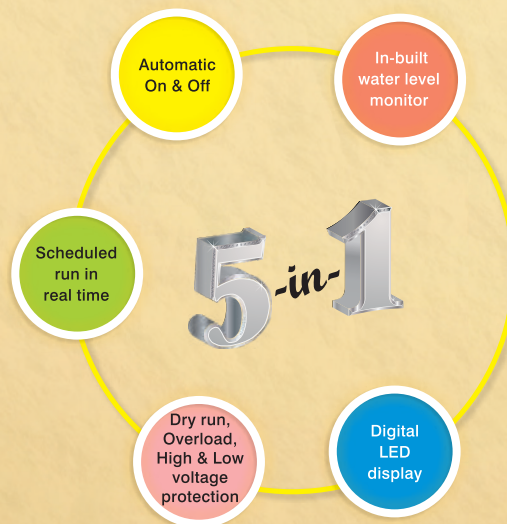 Automatic
On & Off
In-built
water level
monitor
Scheduled
run in
real time
5-in-1
Dry run,
Overload,
High & Low
voltage
protection
Digital
LED
display